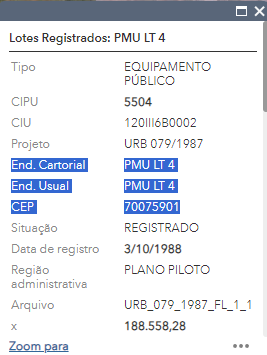 Lotes Registrados: PMU LT 4
Tipo EQUIPAMENTO
PÚBLICO
CIPU 5504
CIU 120III6B0002
Projeto URB 079/1987
End. Cartorial PMU LT 4
End. Usual PMU LT 4
CEP 70075901
Situação REGISTRADO
Data de registro 3/10/1988
Região PLANO PILOTO
administrativa
Arquivo URB_079_1987_FL_1_1
x 188.558,28
Zoom para •••